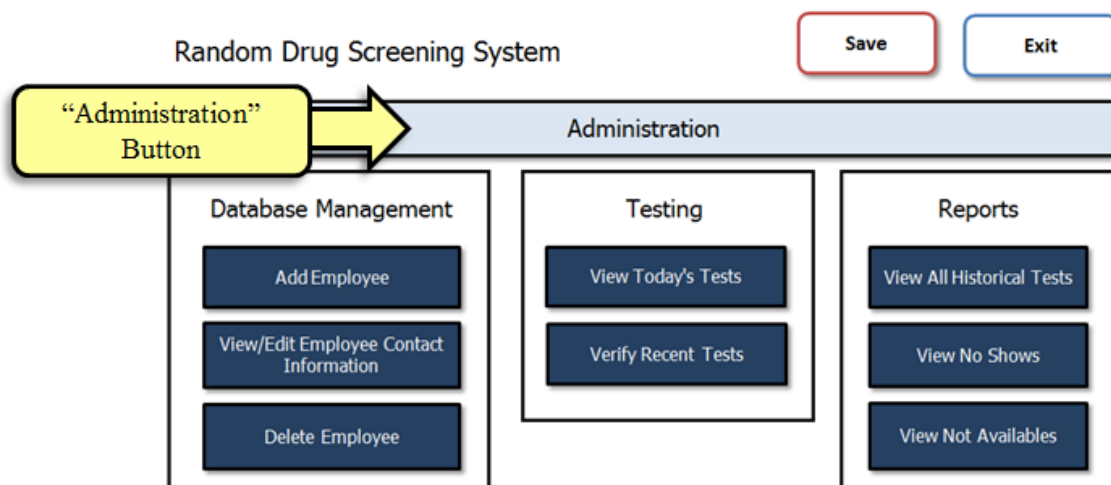 Random Drug Screening System
Save
Exit
“Administration”
Button
Administration
Database Management
Add Employee
View/Edit Employee Contact
Information
Delete Employee
Testing
View Today's Tests
Verify Recent Tests
Reports
View All Historical Tests
View No Shows
View Not Availables